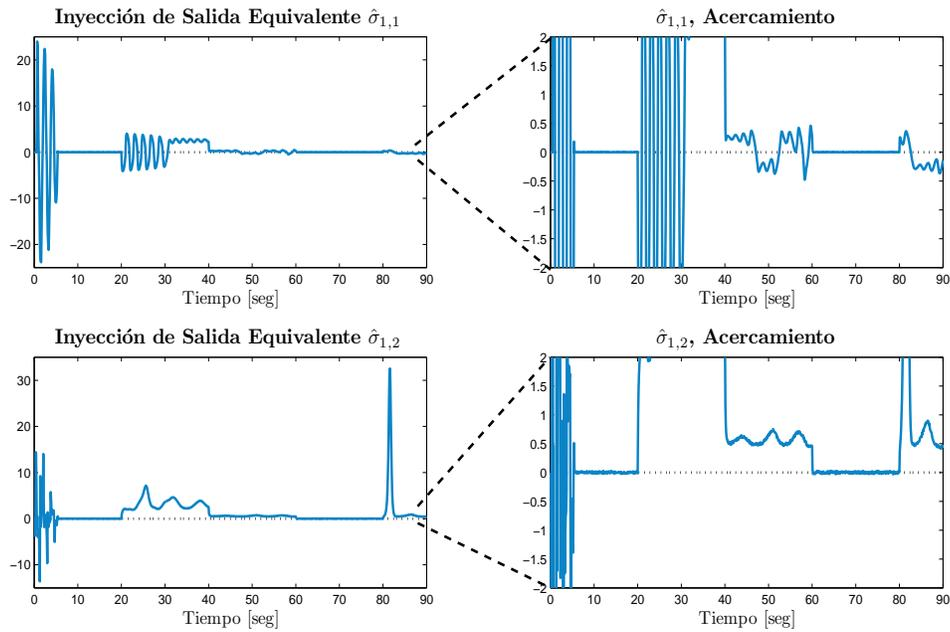 Inyección de Salida Equivalente σ̂₁,₁
20
10
0
−10
−20
0 10 20 30 40 50 60 70 80 90
Tiempo [seg]
σ̂₁,₁, Acercamiento
2
1.5
1
0.5
0
−0.5
−1
−1.5
−2
0 10 20 30 40 50 60 70 80 90
Tiempo [seg]
Inyección de Salida Equivalente σ̂₁,₂
30
20
10
0
−10
0 10 20 30 40 50 60 70 80 90
Tiempo [seg]
σ̂₁,₂, Acercamiento
2
1.5
1
0.5
0
−0.5
−1
−1.5
−2
0 10 20 30 40 50 60 70 80 90
Tiempo [seg]